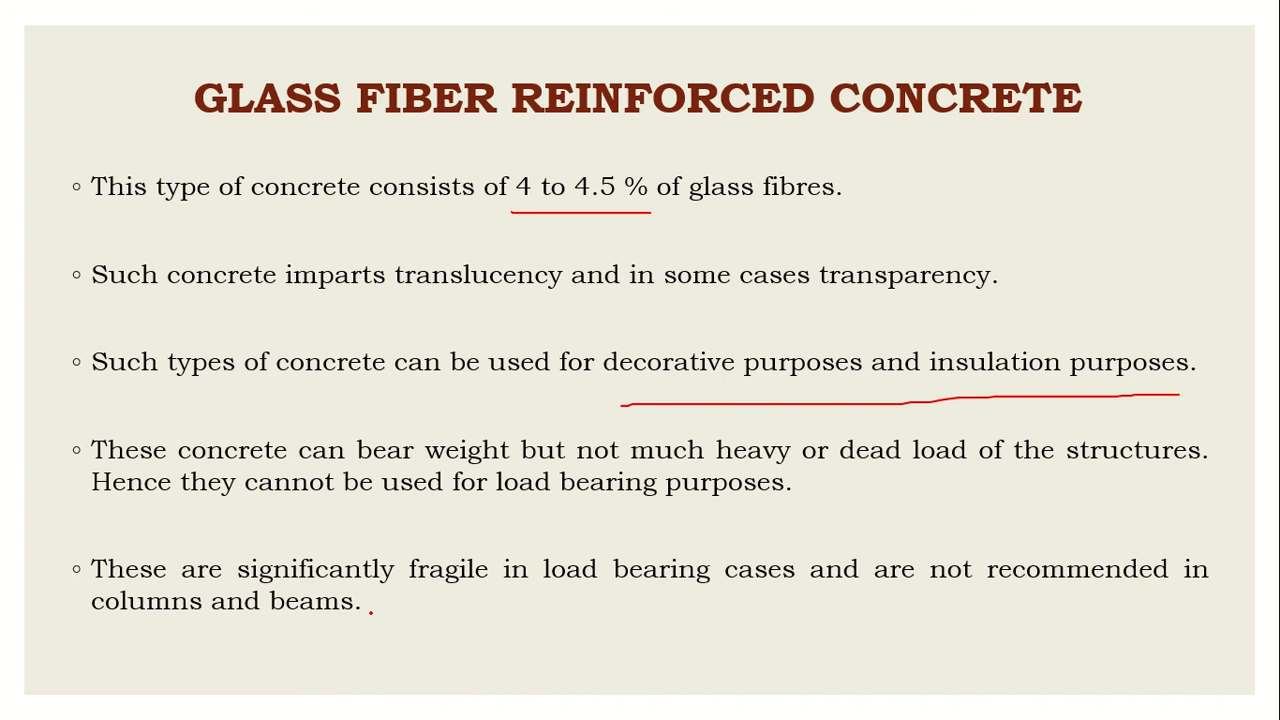 GLASS FIBER REINFORCED CONCRETE
◦ This type of concrete consists of 4 to 4.5 % of glass fibres.
◦ Such concrete imparts translucency and in some cases transparency.
◦ Such types of concrete can be used for decorative purposes and insulation purposes.
◦ These concrete can bear weight but not much heavy or dead load of the structures.
Hence they cannot be used for load bearing purposes.
◦ These are significantly fragile in load bearing cases and are not recommended in
columns and beams.